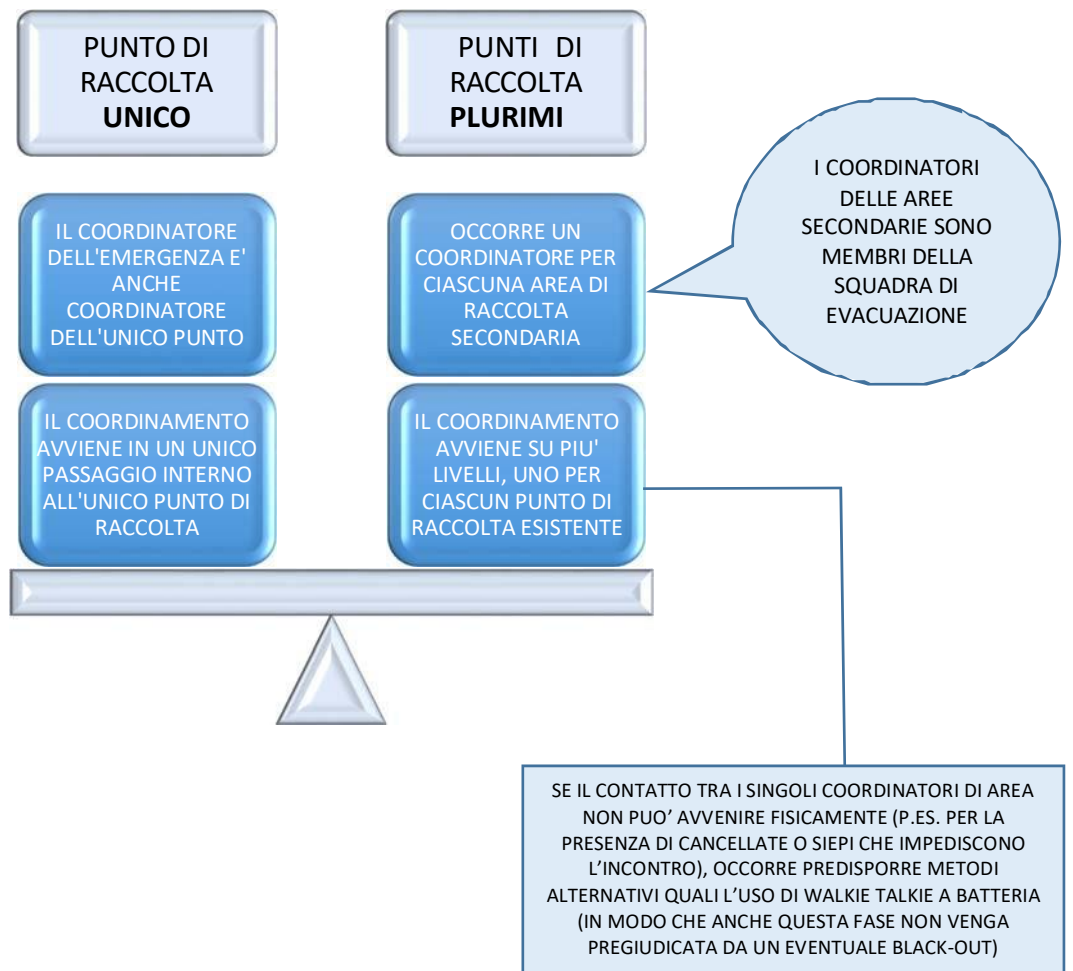 PUNTO DI
RACCOLTA
UNICO
PUNTI DI
RACCOLTA
PLURIMI
IL COORDINATORE
DELL'EMERGENZA E'
ANCHE
COORDINATORE
DELL'UNICO PUNTO
OCCORRE UN
COORDINATORE PER
CIASCUNA AREA DI
RACCOLTA
SECONDARIA
I COORDINATORI
DELLE AREE
SECONDARIE SONO
MEMBRI DELLA
SQUADRA DI
EVACUAZIONE
IL COORDINAMENTO
AVVIENE IN UN UNICO
PASSAGGIO INTERNO
ALL'UNICO PUNTO DI
RACCOLTA
IL COORDINAMENTO
AVVIENE SU PIU'
LIVELLI, UNO PER
CIASCUN PUNTO DI
RACCOLTA ESISTENTE
SE IL CONTATTO TRA I SINGOLI COORDINATORI DI AREA
NON PUO’ AVVENIRE FISICAMENTE (P.ES. PER LA
PRESENZA DI CANCELLATE O SIEPI CHE IMPEDISCONO
L’INCONTRO), OCCORRE PREDISPORRE METODI
ALTERNATIVI QUALI L’USO DI WALKIE TALKIE A BATTERIA
(IN MODO CHE ANCHE QUESTA FASE NON VENGA
PREGIUDICATA DA UN EVENTUALE BLACK-OUT)